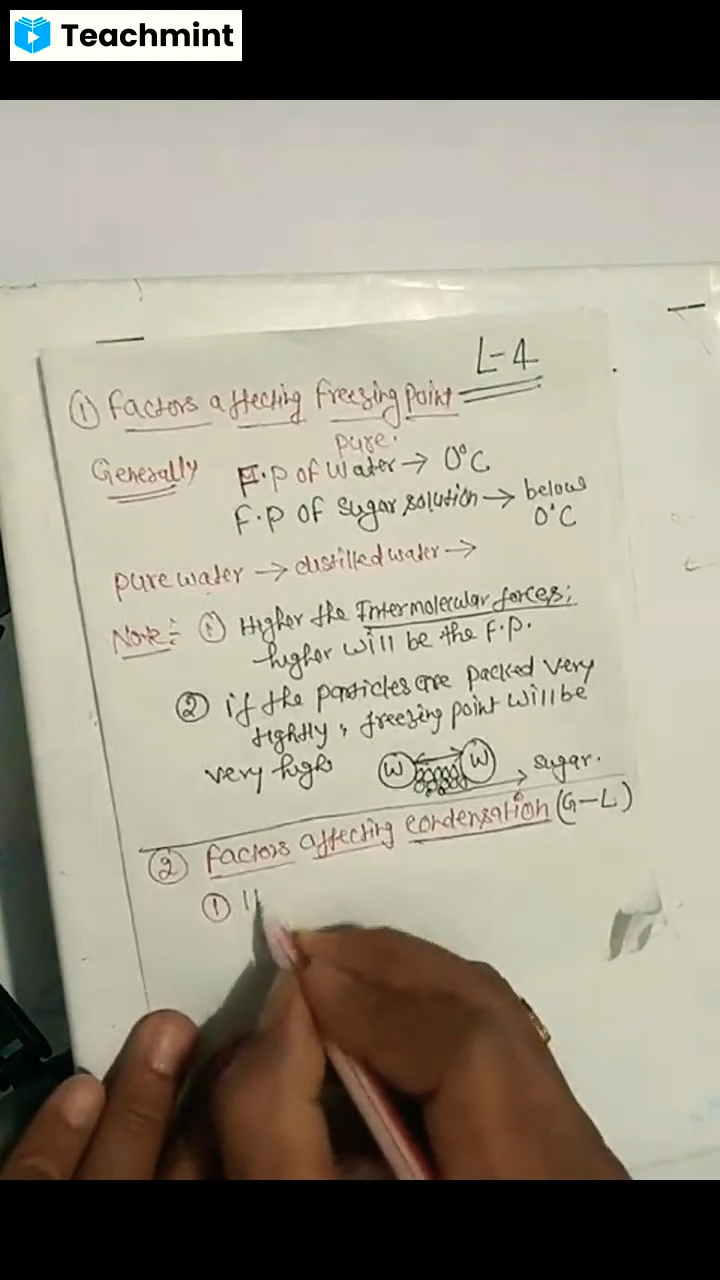 Teachmint
L-4
① Factors affecting Freezing Point
Generally
pure.
F.P of Water → 0°C
F.P OF Sugar solution → below
0°C
pure water → distilled water →
Note:- ① Higher the Intermolecular forces;
higher will be the F.P.
② if the particles are packed very
tightly, freezing point will be
very high
W W
sugar.
② Factors affecting condensation (G-L)
①